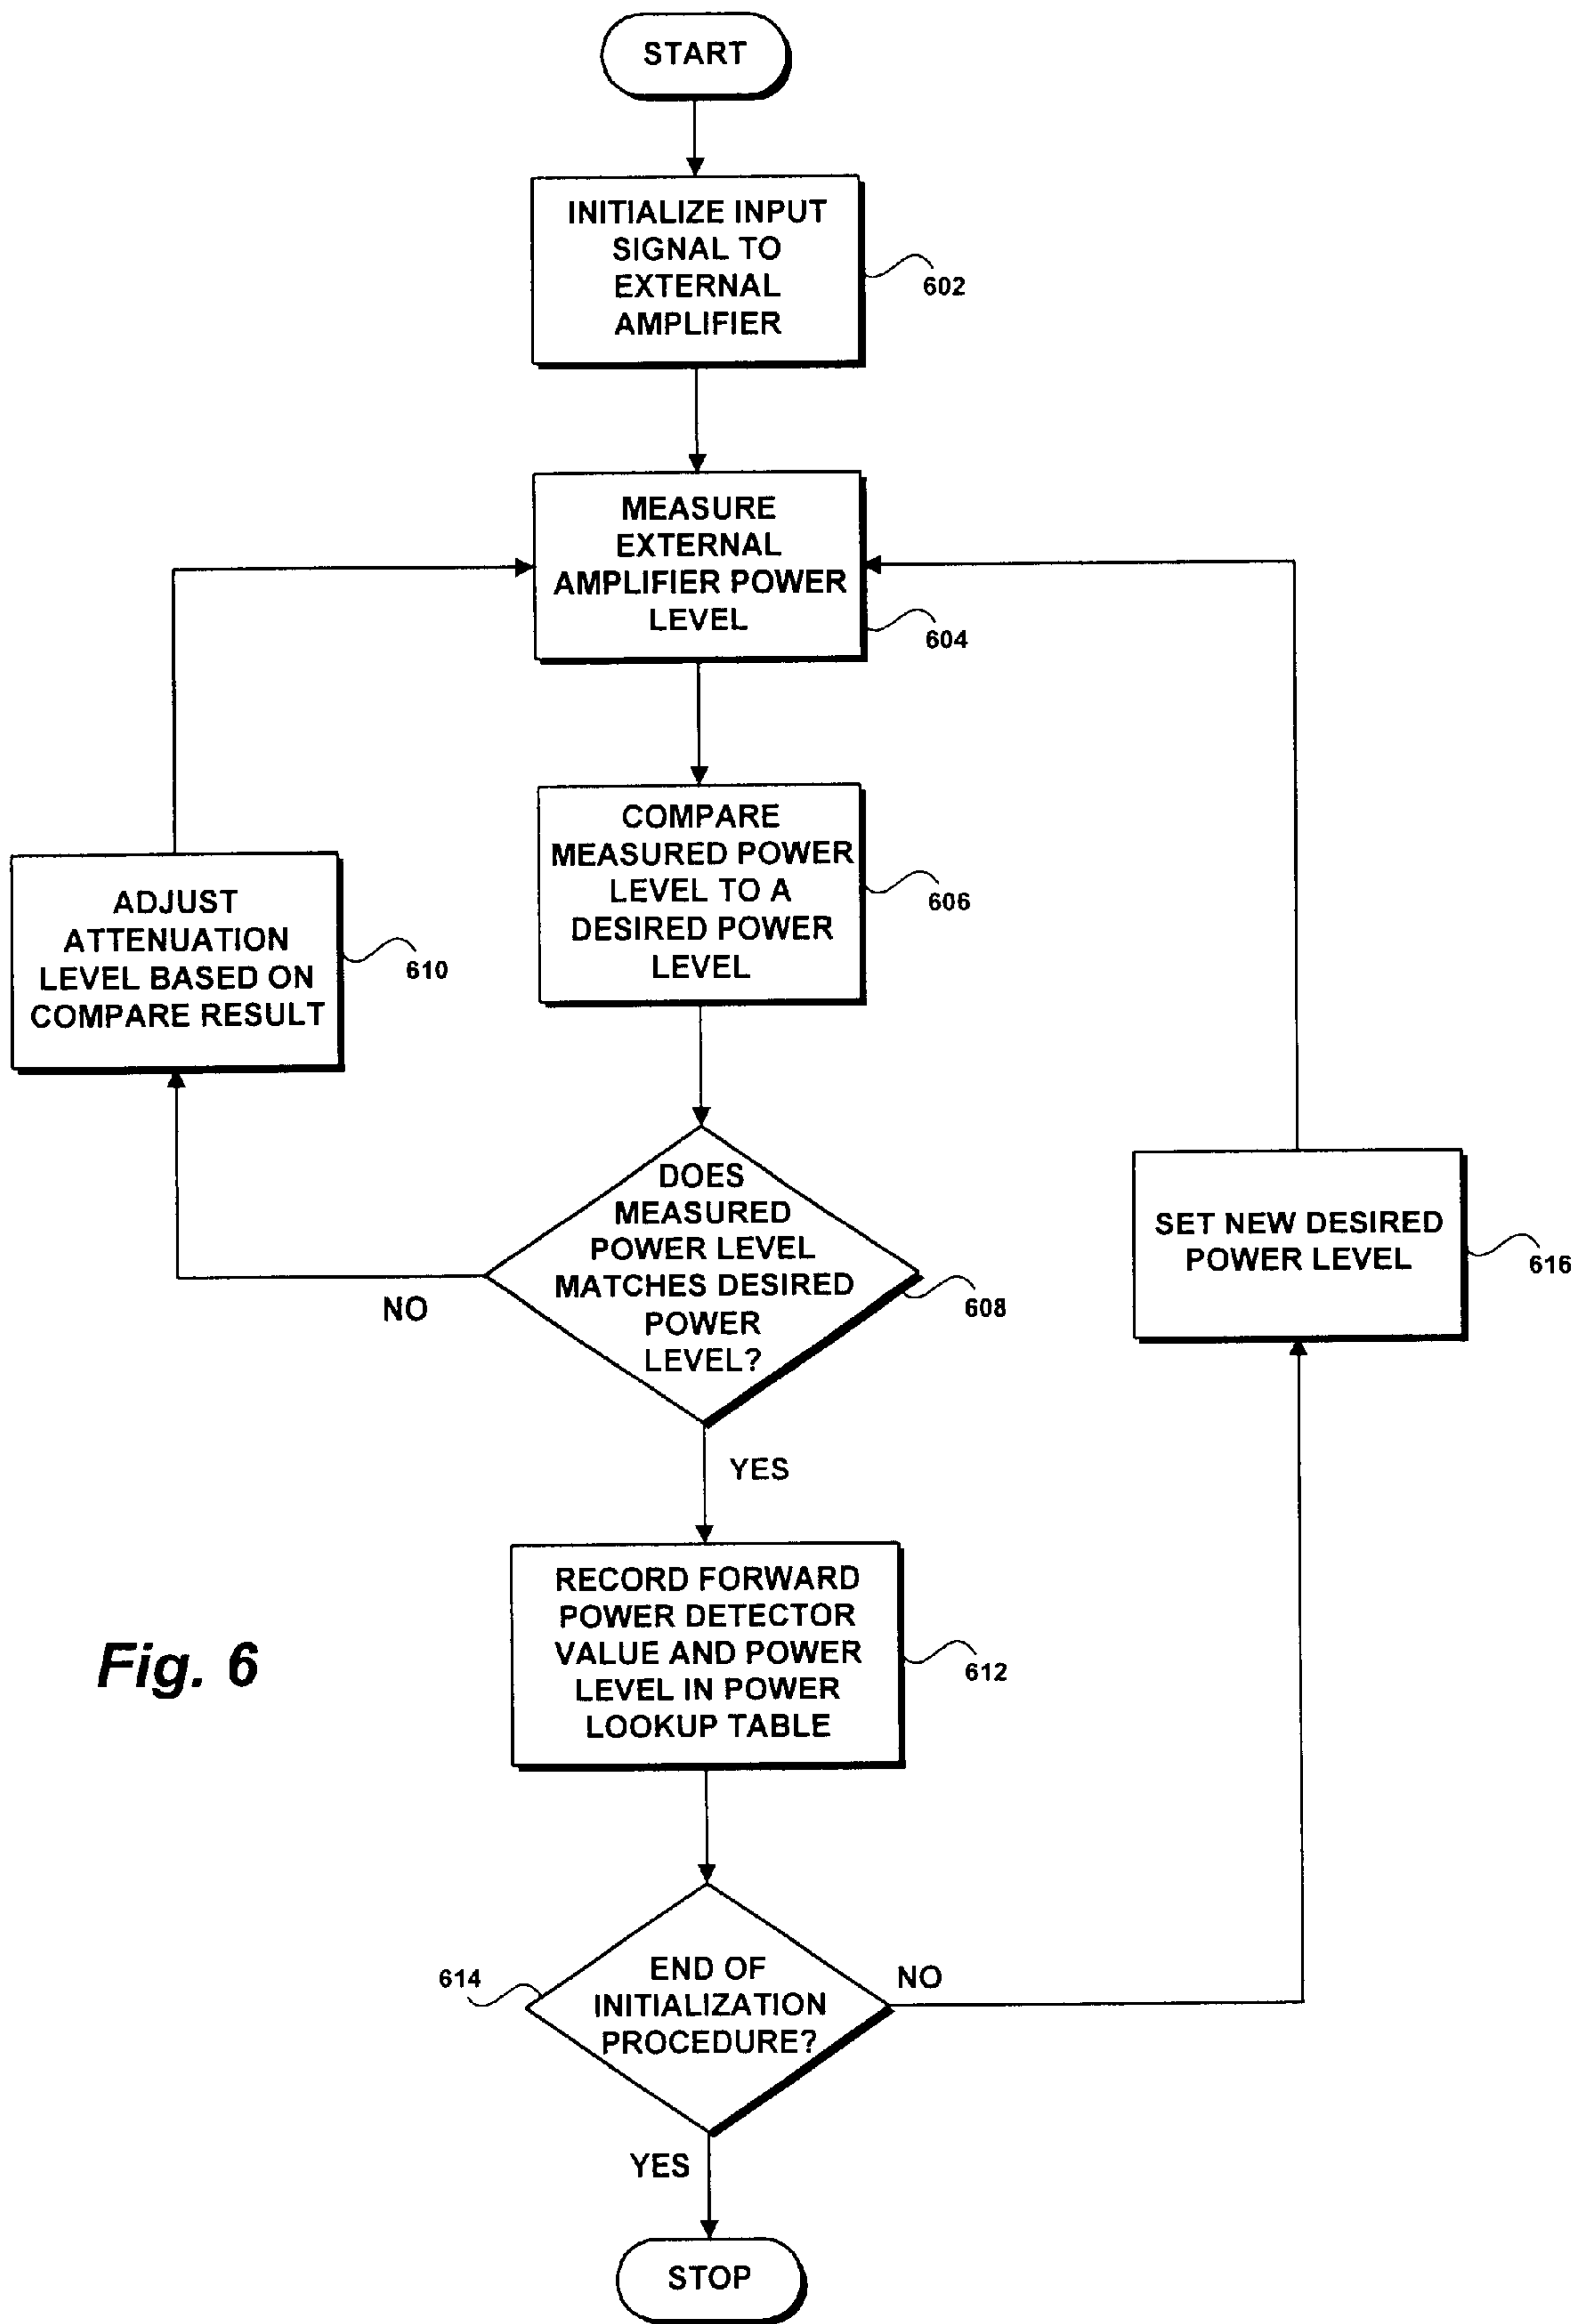 START
INITIALIZE INPUT
SIGNAL TO
EXTERNAL
AMPLIFIER
602
MEASURE
EXTERNAL
AMPLIFIER POWER
LEVEL
604
COMPARE
MEASURED POWER
LEVEL TO A
DESIRED POWER
LEVEL
606
ADJUST
ATTENUATION
LEVEL BASED ON
COMPARE RESULT
610
DOES
MEASURED
POWER LEVEL
MATCHES DESIRED
POWER
LEVEL?
608
NO
YES
SET NEW DESIRED
POWER LEVEL
616
RECORD FORWARD
POWER DETECTOR
VALUE AND POWER
LEVEL IN POWER
LOOKUP TABLE
612
Fig. 6
614
END OF
INITIALIZATION
PROCEDURE?
NO
YES
STOP